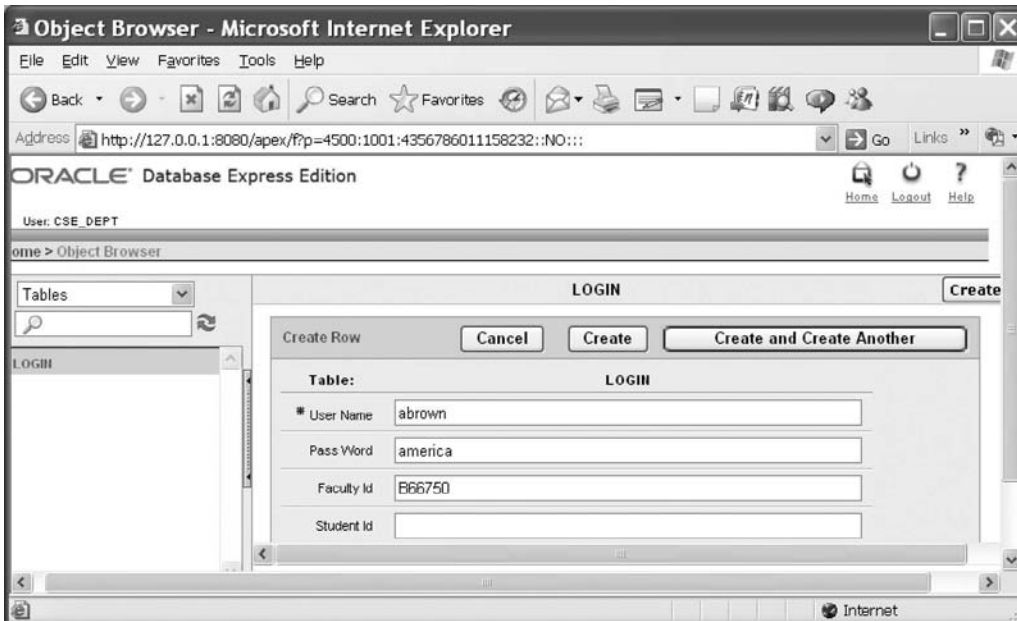 Object Browser - Microsoft Internet Explorer
File Edit View Favorites Tools Help
Back Search Favorites
Address http://127.0.0.1:8080/apex/f?p=4500:1001:4356786011158232::NO::: Go Links »
ORACLE Database Express Edition
Home Logout Help
User: CSE_DEPT
ome > Object Browser
Tables LOGIN Create
LOGIN
Create Row Cancel Create Create and Create Another
Table: LOGIN
* User Name abrown
Pass Word america
Faculty Id B66750
Student Id
Internet